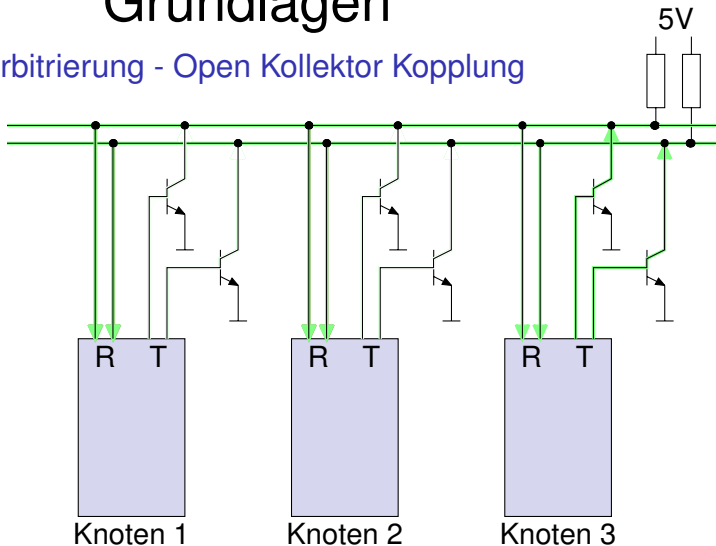 Grundlagen
rbitrierung - Open Kollektor Kopplung
5V
R T
R T
R T
Knoten 1
Knoten 2
Knoten 3